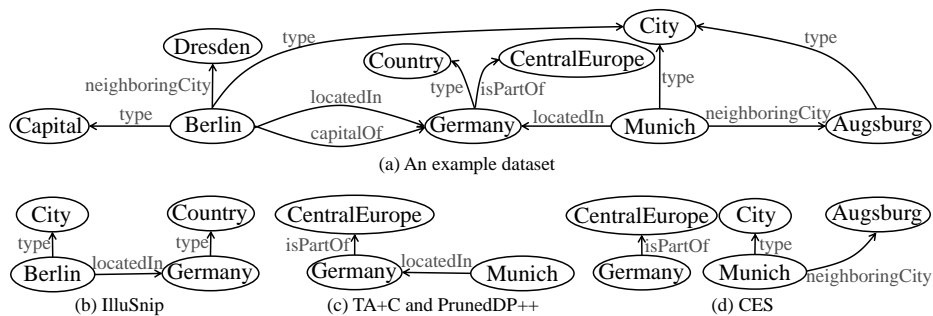 type
City
Dresden
type
Country
CentralEurope
neighboringCity
locatedIn
type
isPartOf
type
Capital
type
Berlin
capitalOf
Germany
locatedIn
Munich
neighboringCity
Augsburg
(a) An example dataset
City
Country
type
type
Berlin
locatedIn
Germany
(b) IlluSnip
CentralEurope
isPartOf
Germany
locatedIn
Munich
(c) TA+C and PrunedDP++
CentralEurope
City
Augsburg
isPartOf
type
Germany
Munich
neighboringCity
(d) CES